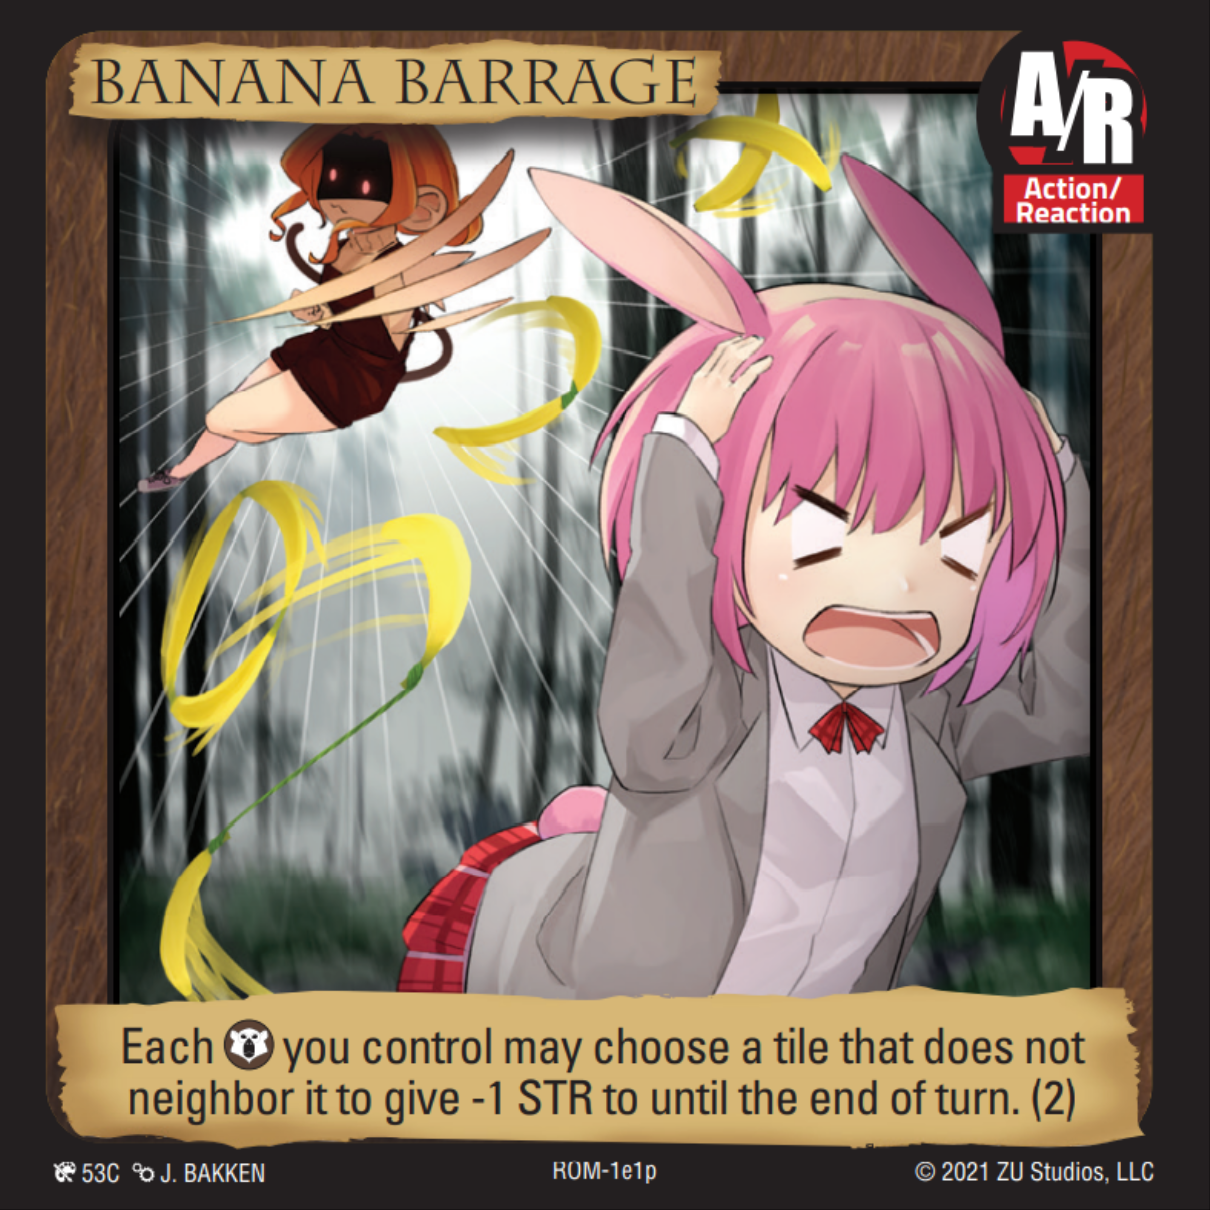 BANANA BARRAGE
A/R
Action/
Reaction
Each you control may choose a tile that does not
neighbor it to give -1 STR to until the end of turn. (2)
53C J. BAKKEN
ROM-1e1p
© 2021 ZU Studios, LLC